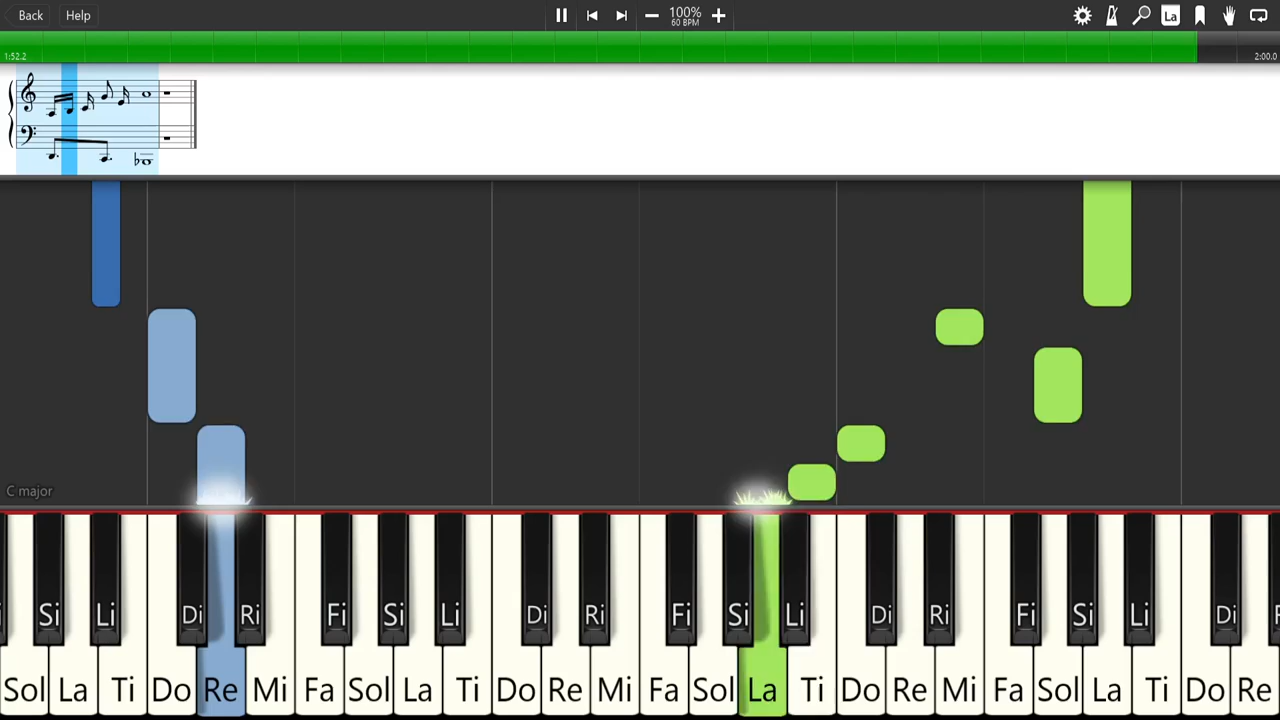 Back Help 100% La
60 BPM
1:52.2 2:00.0
C major
Si Li Di Ri Fi Si Li Di Ri Fi Si Li Di Ri Fi Si Li Di
Sol La Ti Do Re Mi Fa Sol La Ti Do Re Mi Fa Sol La Ti Do Re Mi Fa Sol La Ti Do Re